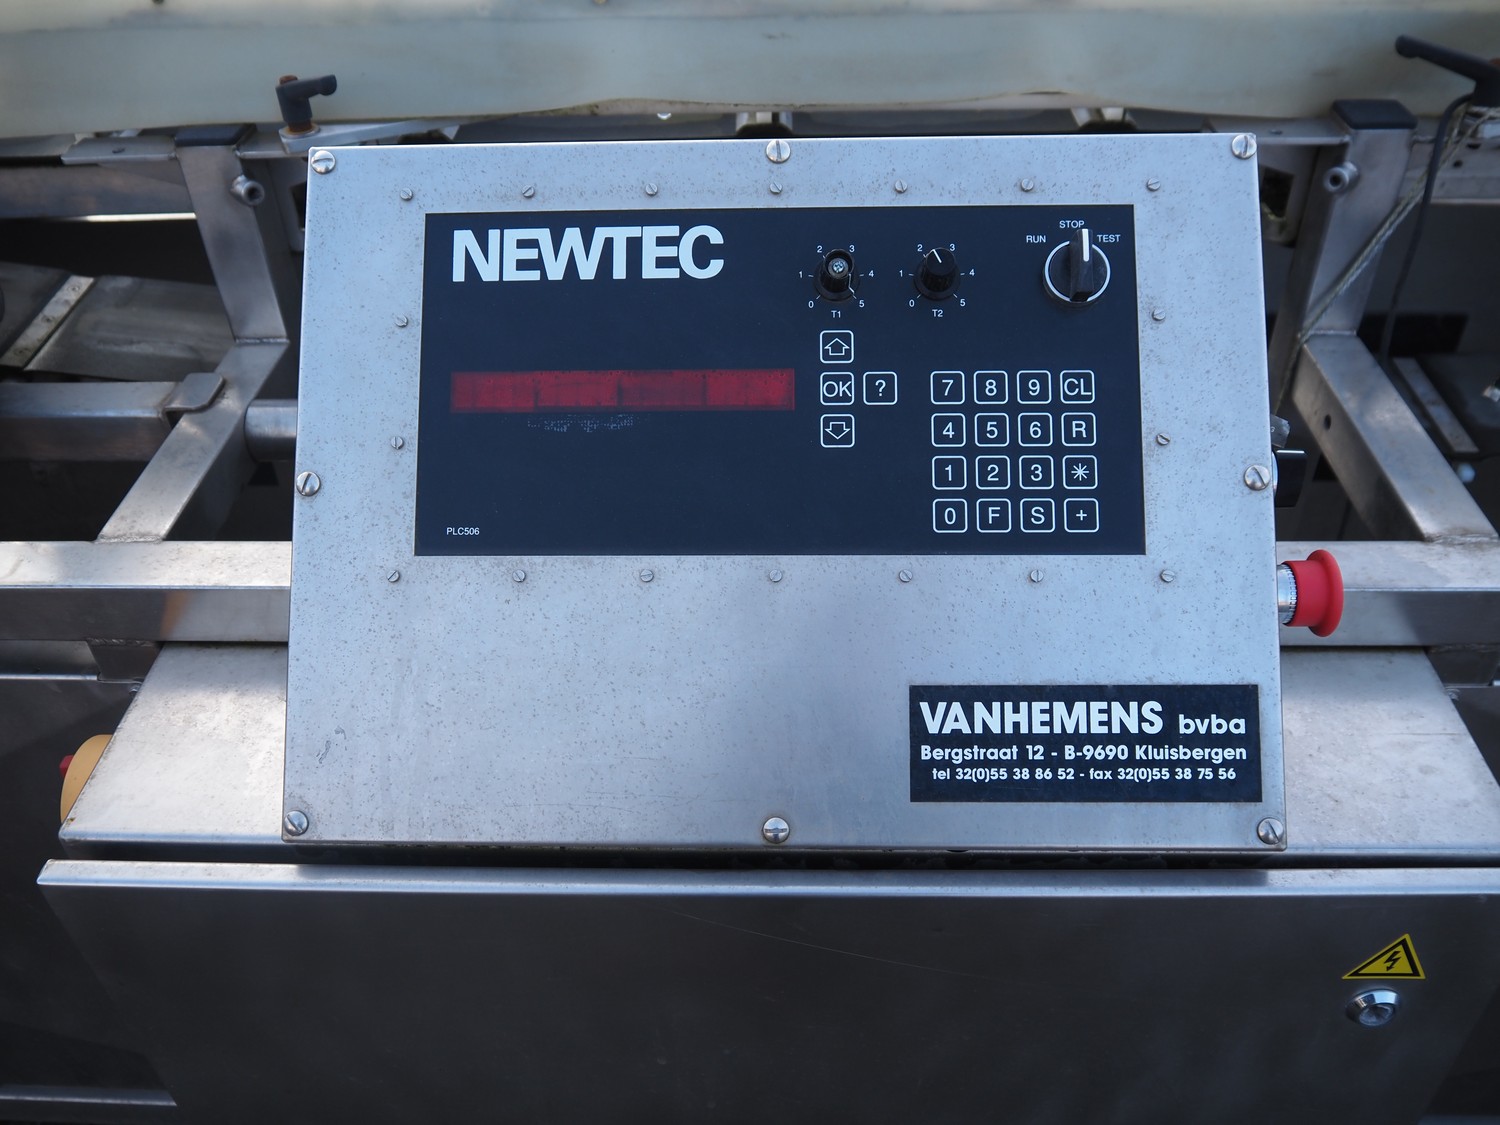 NEWTEC
2 3
1 4
0 5
T1
2 3
1 4
0 5
T2
STOP
RUN TEST
OK ?
7 8 9 CL
4 5 6 R
1 2 3 *
0 F S +
PLC506
VANHEMENS bvba
Bergstraat 12 - B-9690 Kluisbergen
tel 32(0)55 38 86 52 - fax 32(0)55 38 75 56